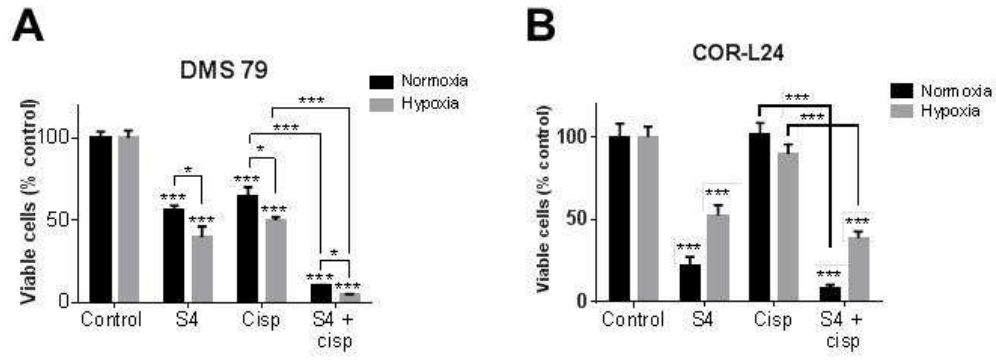 A
DMS 79
Normoxia
Hypoxia
Viable cells (% control)
100
50
0
***
***
*
*
*** *** *** *** *
*** ***
Control S4 Cisp S4 +
cisp
B
COR-L24
Normoxia
Hypoxia
Viable cells (% control)
100
50
0
***
***
*** *** *** ***
Control S4 Cisp S4 +
cisp